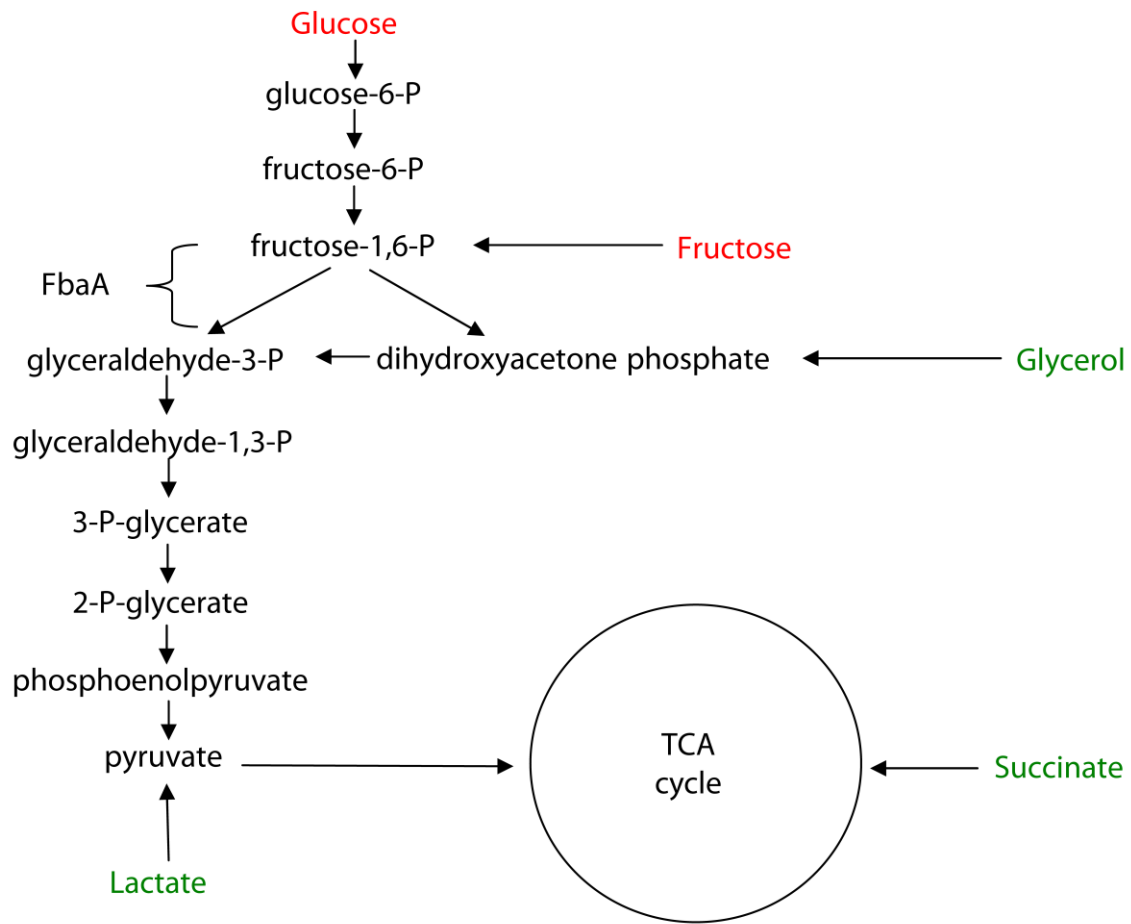 Glucose
glucose-6-P
fructose-6-P
fructose-1,6-P
Fructose
FbaA
glyceraldehyde-3-P
dihydroxyacetone phosphate
Glycerol
glyceraldehyde-1,3-P
3-P-glycerate
2-P-glycerate
phosphoenolpyruvate
pyruvate
TCA
cycle
Succinate
Lactate